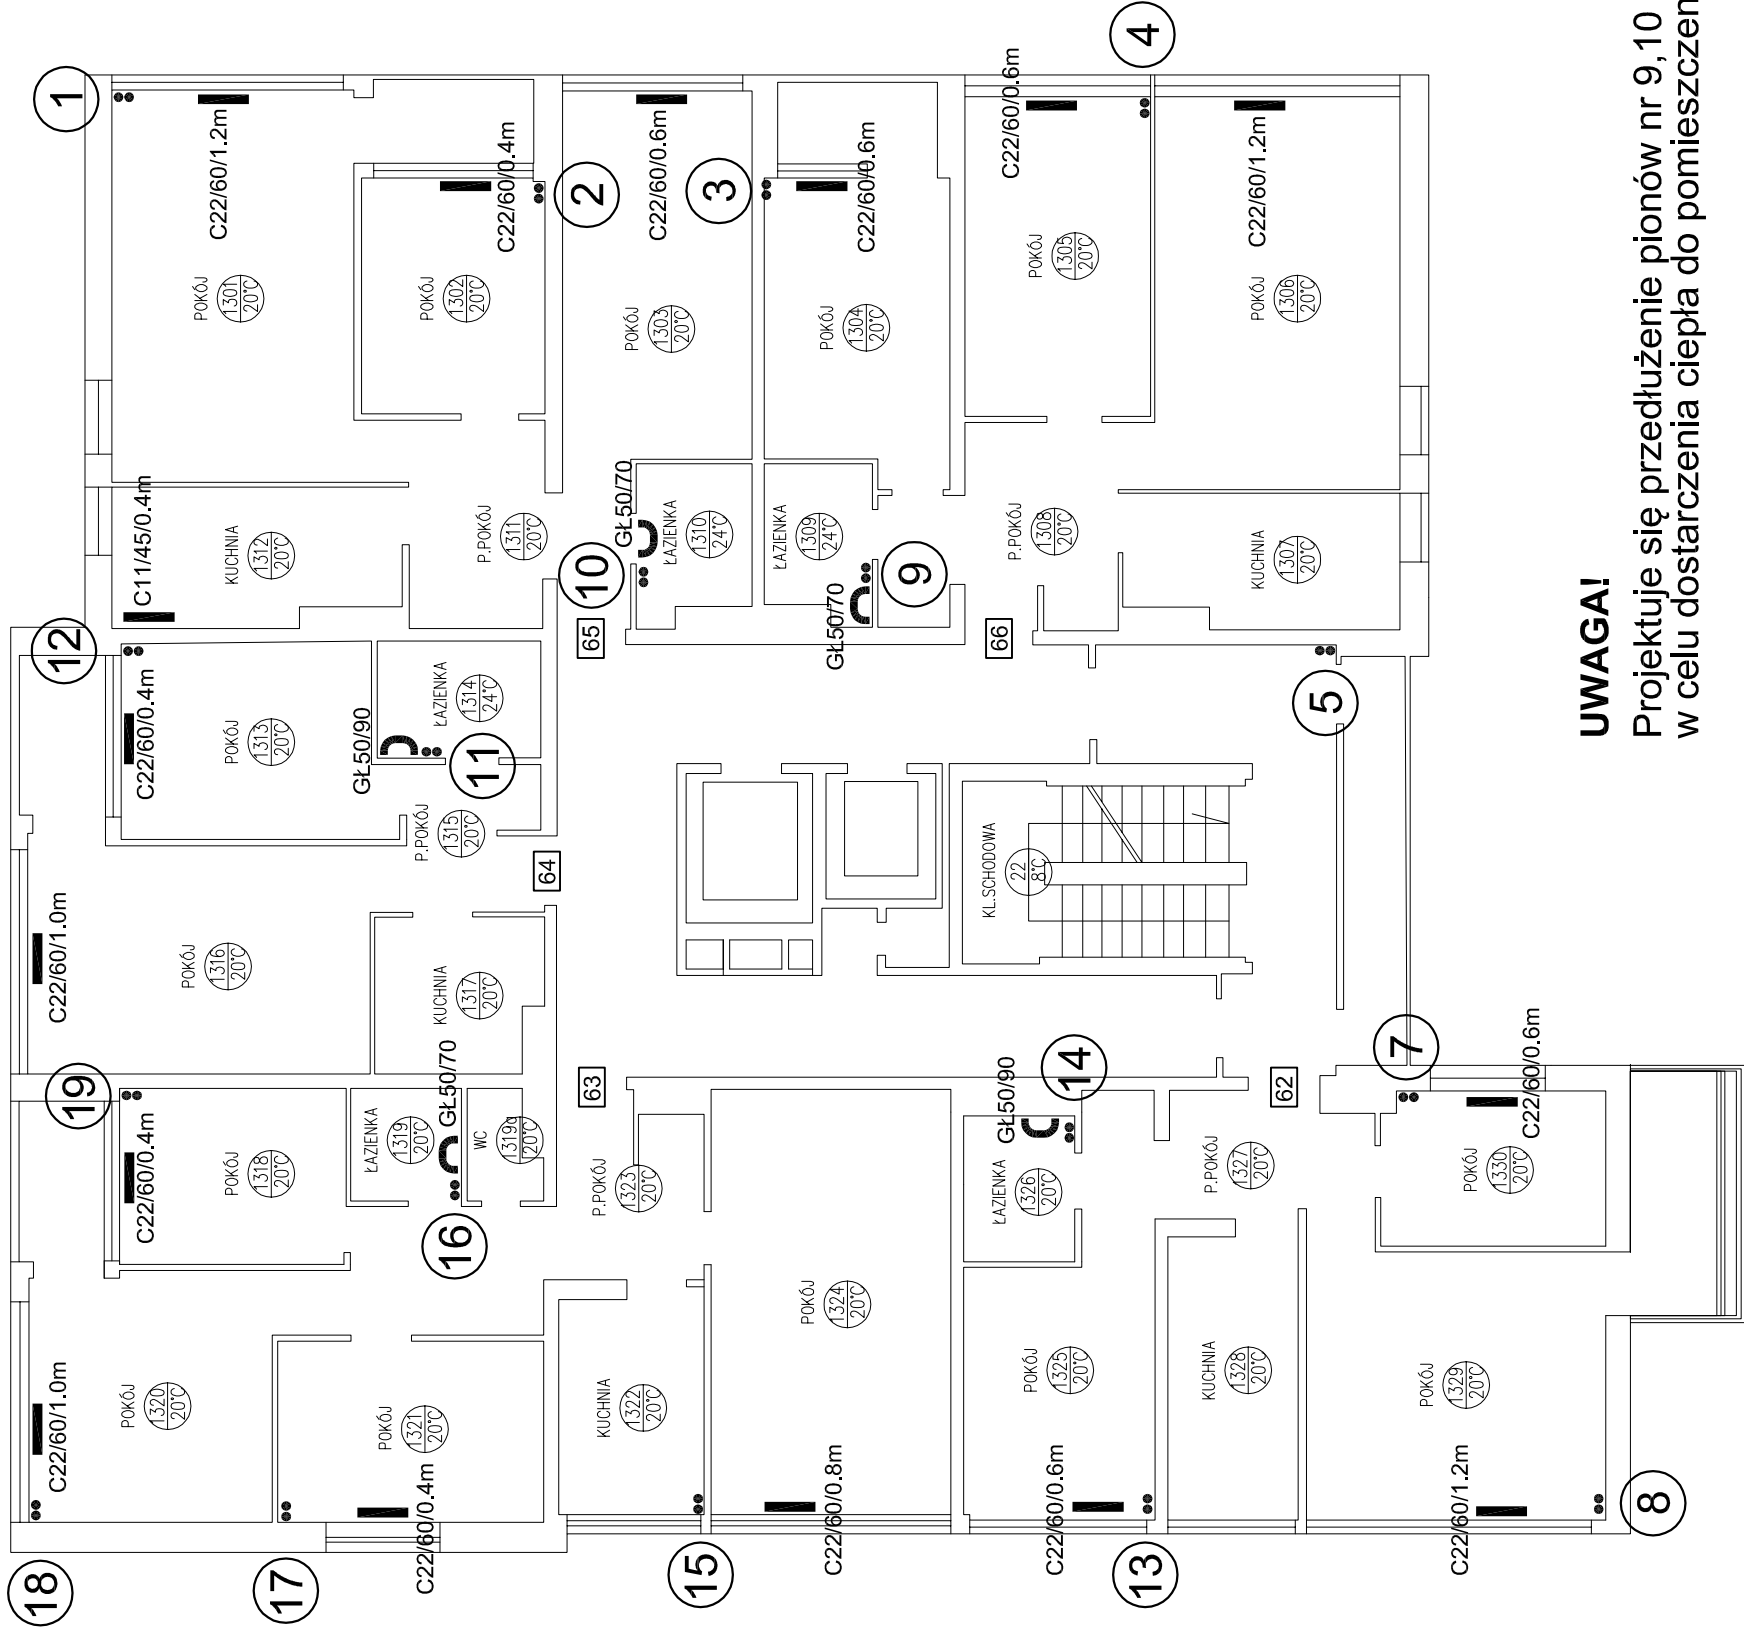 1
C22/60/1.2m
POKÓJ
1301
20°C
C22/60/0.4m
POKÓJ
1302
20°C
2
C22/60/0.6m
POKÓJ
1303
20°C
3
C22/60/0.6m
POKÓJ
1304
20°C
C22/60/0.6m
POKÓJ
1305
20°C
4
C22/60/1.2m
POKÓJ
1306
20°C
C11/45/0.4m
KUCHNIA
1312
20°C
P.POKÓJ
1311
20°C
10
GŁ50/70
ŁAZIENKA
1310
24°C
ŁAZIENKA
1309
24°C
GŁ50/70
9
P.POKÓJ
1308
20°C
KUCHNIA
1307
20°C
65
66
12
C22/60/0.4m
POKÓJ
1313
20°C
GŁ50/90
ŁAZIENKA
1314
24°C
11
P.POKÓJ
1315
20°C
64
5
KL.SCHODOWA
22
8°C
C22/60/1.0m
POKÓJ
1316
20°C
KUCHNIA
1317
20°C
19
C22/60/0.4m
POKÓJ
1318
20°C
ŁAZIENKA
1319
20°C
GŁ50/70
WC
1319a
20°C
16
63
P.POKÓJ
1323
20°C
14
GŁ50/90
ŁAZIENKA
1326
20°C
62
P.POKÓJ
1327
20°C
7
C22/60/0.6m
POKÓJ
1330
20°C
C22/60/1.0m
POKÓJ
1320
20°C
POKÓJ
1321
20°C
C22/60/0.4m
KUCHNIA
1322
20°C
POKÓJ
1324
20°C
C22/60/0.8m
POKÓJ
1325
20°C
C22/60/0.6m
KUCHNIA
1328
20°C
POKÓJ
1329
20°C
C22/60/1.2m
18
17
15
13
8
UWAGA!
Projektuje się przedłużenie pionów nr 9,10
w celu dostarczenia ciepła do pomieszczen